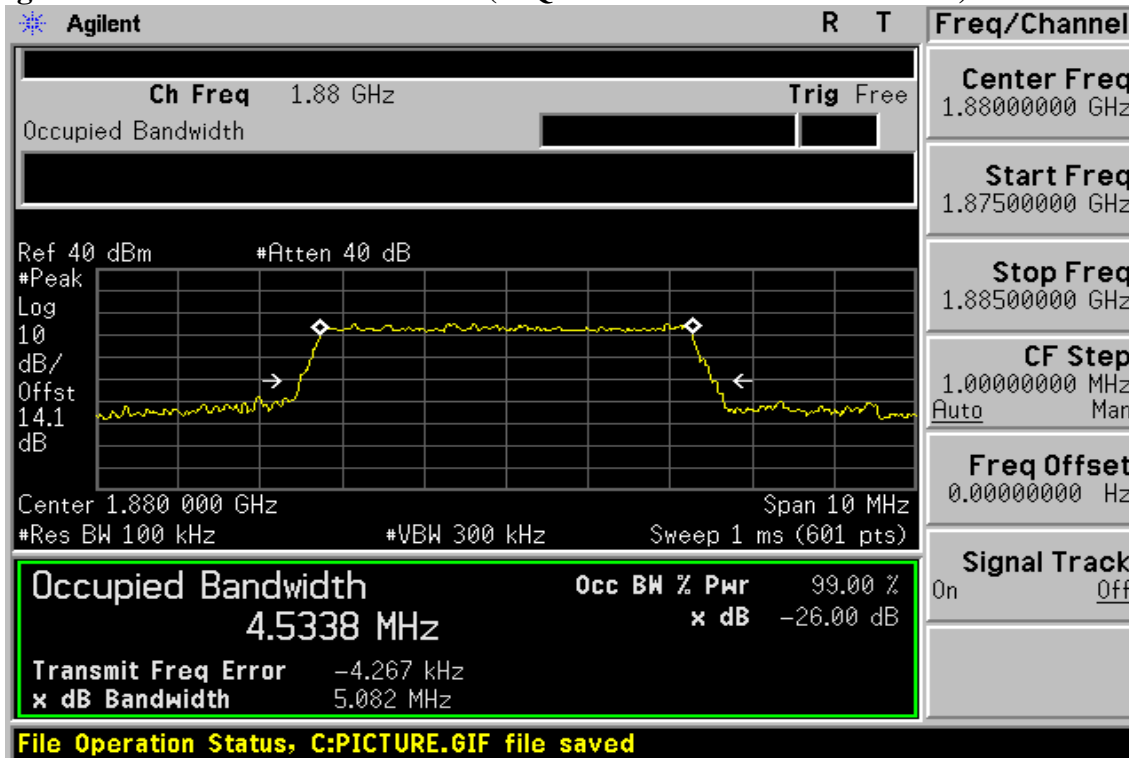 Agilent R T Freq/Channel
Ch Freq 1.88 GHz Trig Free
Occupied Bandwidth
Center Freq
1.88000000 GHz
Start Freq
1.87500000 GHz
Stop Freq
1.88500000 GHz
CF Step
1.00000000 MHz
Auto Man
Freq Offset
0.00000000 Hz
Signal Track
On Off
Ref 40 dBm #Atten 40 dB
#Peak
Log
10
dB/
Offst
14.1
dB
Center 1.880 000 GHz Span 10 MHz
#Res BW 100 kHz #VBW 300 kHz Sweep 1 ms (601 pts)
Occupied Bandwidth Occ BW % Pwr 99.00 %
4.5338 MHz x dB -26.00 dB
Transmit Freq Error -4.267 kHz
x dB Bandwidth 5.082 MHz
File Operation Status, C:PICTURE.GIF file saved